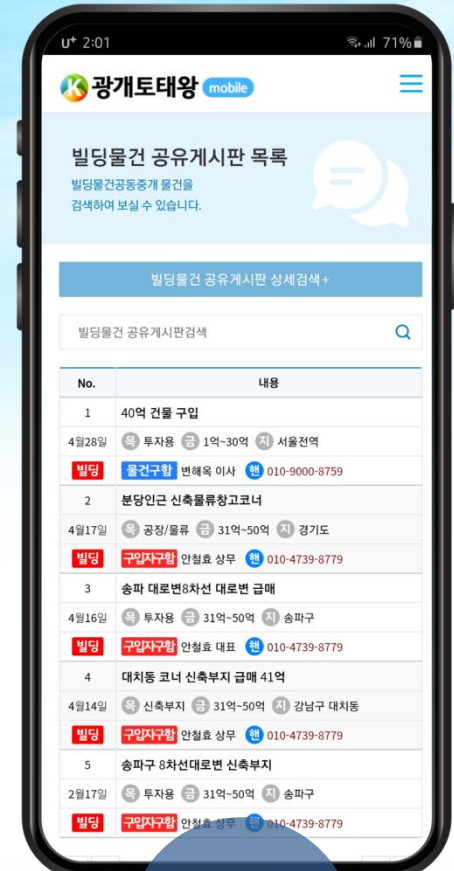 U+ 2:01 71%
K 광개토태왕 mobile
빌딩물건 공유게시판 목록
빌딩물건공동중개 물건을
검색하여 보실 수 있습니다.
빌딩물건 공유게시판 상세검색+
빌딩물건 공유게시판검색
No. 내용
1 40억 건물 구입
4월28일 목 투자용 금 1억~30억 지 서울전역
빌딩 물건구함 변해옥 이사 핸 010-9000-8759
2 분당인근 신축물류창고코너
4월17일 목 공장/물류 금 31억~50억 지 경기도
빌딩 구입자구함 안철효 상무 핸 010-4739-8779
3 송파 대로변8차선 대로변 급매
4월16일 목 투자용 금 31억~50억 지 송파구
빌딩 구입자구함 안철효 대표 핸 010-4739-8779
4 대치동 코너 신축부지 급매 41억
4월14일 목 신축부지 금 31억~50억 지 강남구 대치동
빌딩 구입자구함 안철효 상무 핸 010-4739-8779
5 송파구 8차선대로변 신축부지
2월17일 목 투자용 금 31억~50억 지 송파구
빌딩 구입자구함 안철효 상무 핸 010-4739-8779